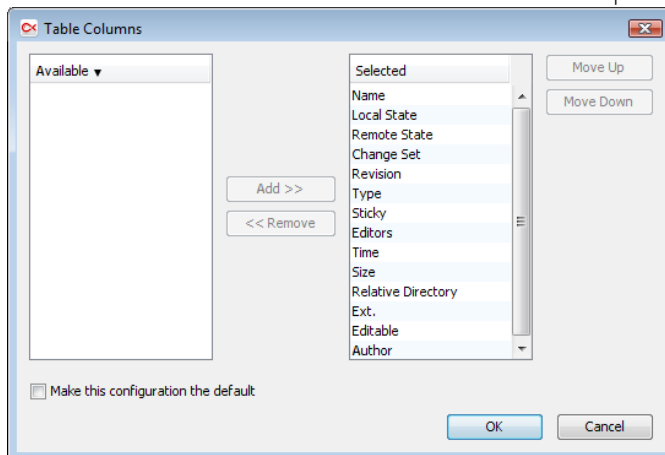 Table Columns
Available
Selected
Move Up
Move Down
Name
Local State
Remote State
Change Set
Revision
Type
Sticky
Editors
Time
Size
Relative Directory
Ext.
Editable
Author
Add >>
<< Remove
Make this configuration the default
OK
Cancel